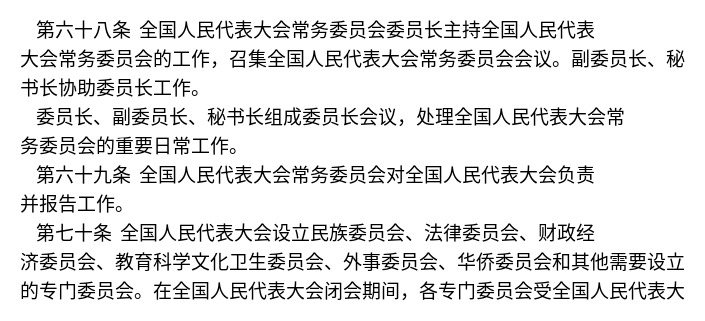 第六十八条 全国人民代表大会常务委员会委员长主持全国人民代表
大会常务委员会的工作，召集全国人民代表大会常务委员会会议。副委员长、秘
书长协助委员长工作。
委员长、副委员长、秘书长组成委员长会议，处理全国人民代表大会常
务委员会的重要日常工作。
第六十九条 全国人民代表大会常务委员会对全国人民代表大会负责
并报告工作。
第七十条 全国人民代表大会设立民族委员会、法律委员会、财政经
济委员会、教育科学文化卫生委员会、外事委员会、华侨委员会和其他需要设立
的专门委员会。在全国人民代表大会闭会期间，各专门委员会受全国人民代表大